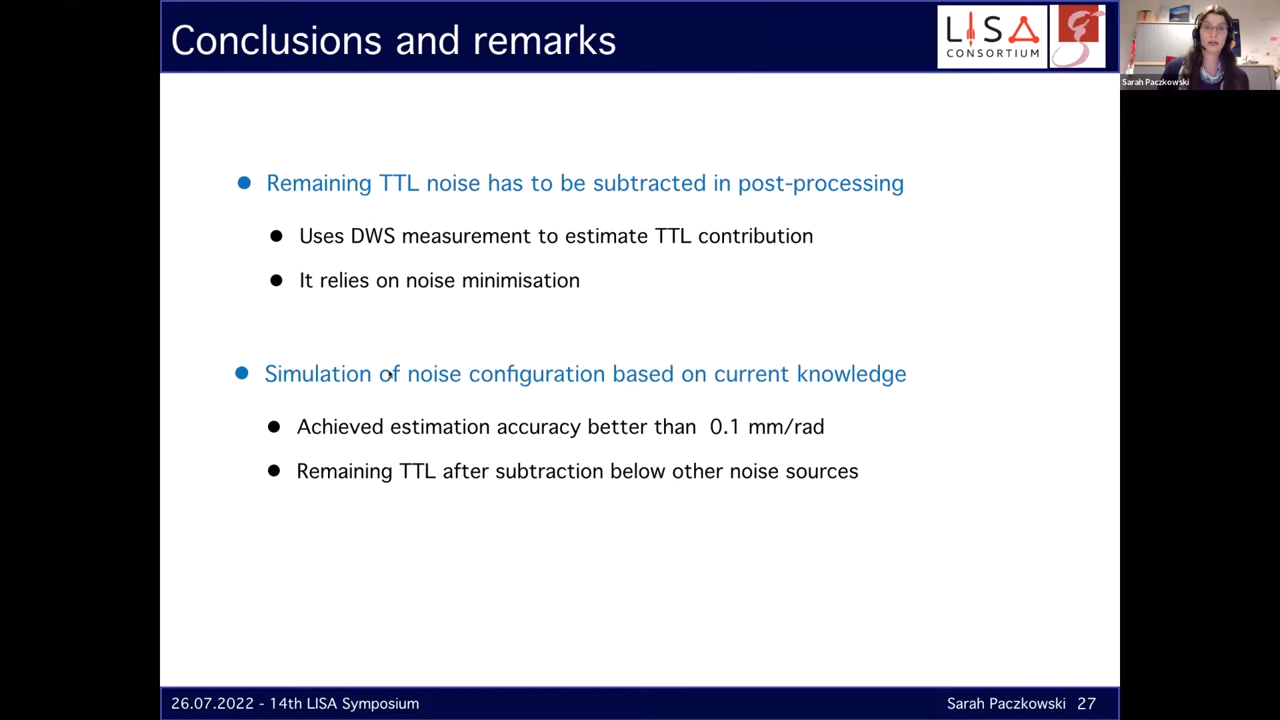 Conclusions and remarks
LISA
CONSORTIUM
Sarah Paczkowski
Remaining TTL noise has to be subtracted in post-processing
Uses DWS measurement to estimate TTL contribution
It relies on noise minimisation
Simulation of noise configuration based on current knowledge
Achieved estimation accuracy better than 0.1 mm/rad
Remaining TTL after subtraction below other noise sources
26.07.2022 - 14th LISA Symposium
Sarah Paczkowski 27